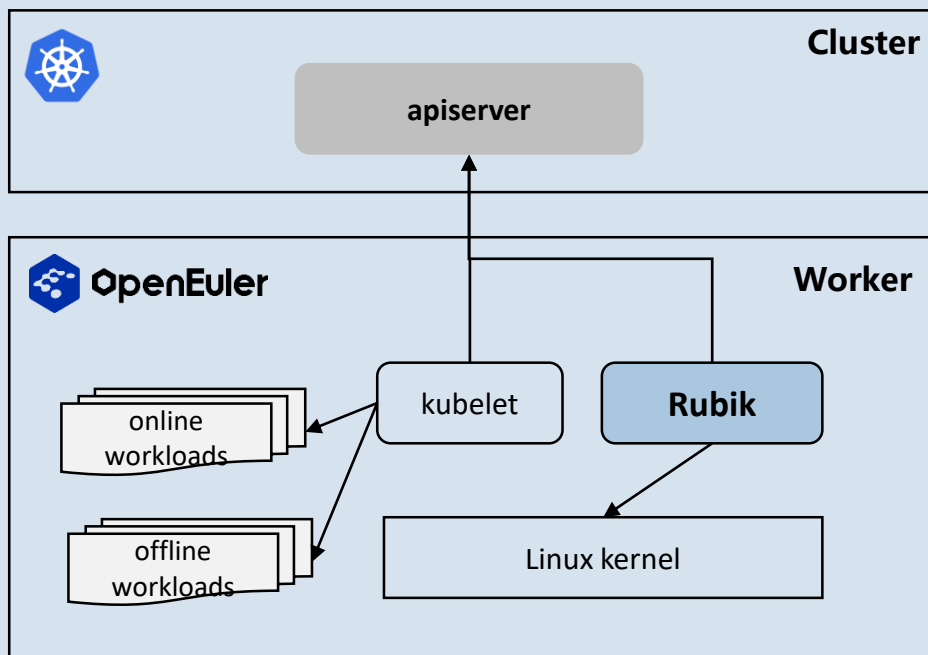 Cluster
apiserver
OpenEuler
Worker
kubelet
Rubik
online
workloads
offline
workloads
Linux kernel